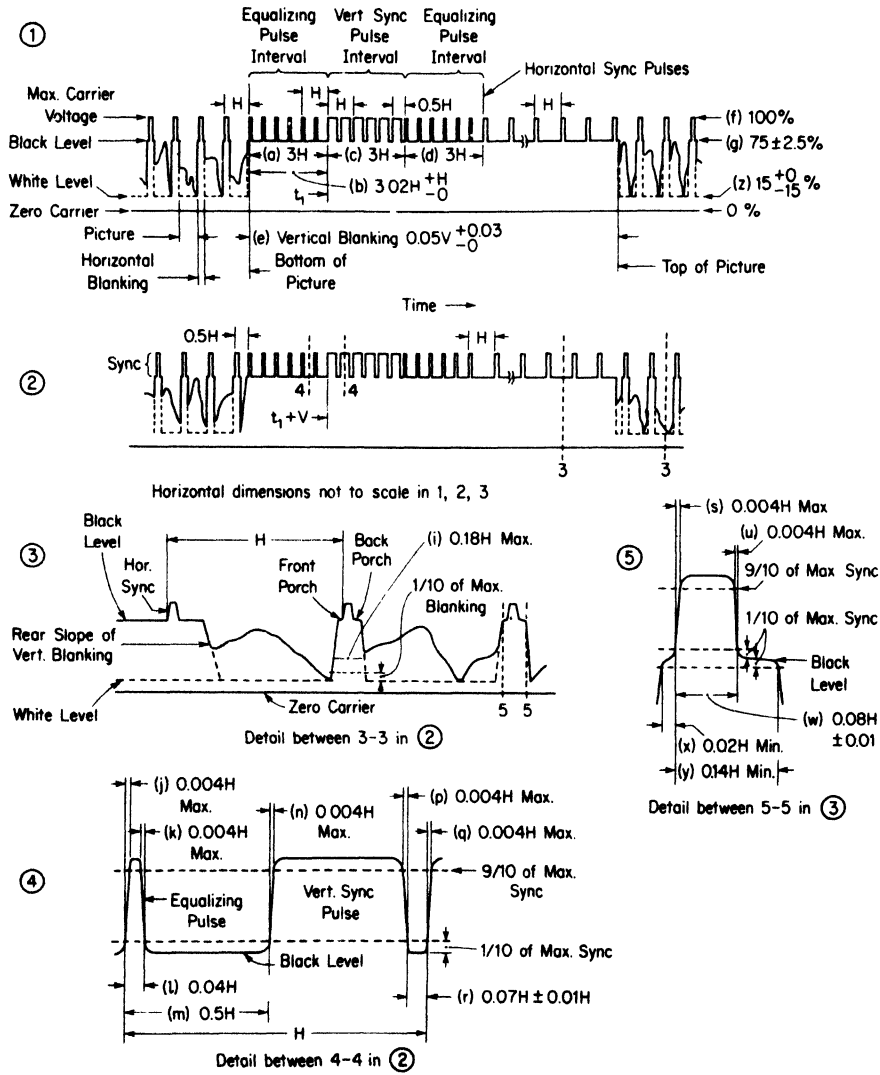 ①
Equalizing
Pulse
Interval
Vert Sync
Pulse
Interval
Equalizing
Pulse
Interval
Horizontal Sync Pulses
Max. Carrier
Voltage
H
H
H
0.5H
H
(f) 100%
Black Level
(g) 75±2.5%
(a) 3H
(c) 3H
(d) 3H
(b) 3.02H +H -0
White Level
t₁
(z) 15 +0 -15 %
Zero Carrier
0 %
Picture
(e) Vertical Blanking 0.05V +0.03 -0
Horizontal
Blanking
Bottom of
Picture
Top of Picture
Time →
②
0.5H
H
Sync
4
4
t₁+V
3
3
Horizontal dimensions not to scale in 1, 2, 3
③
Black
Level
H
Hor.
Sync
Front
Porch
Back
Porch
(i) 0.18H Max.
1/10 of Max.
Blanking
Rear Slope of
Vert. Blanking
White Level
Zero Carrier
5
5
Detail between 3-3 in ②
⑤
(s) 0.004H Max
(u)
0.004H Max.
9/10 of Max Sync
1/10 of Max. Sync
Black
Level
(w) 0.08H
±0.01
(x) 0.02H Min.
(y) 0.14H Min.
Detail between 5-5 in ③
④
(j) 0.004H
Max.
(k) 0.004H
Max.
(n) 0.004H
Max.
(p) 0.004H Max.
(q) 0.004H Max.
9/10 of Max.
Sync
Equalizing
Pulse
Vert. Sync
Pulse
Black Level
1/10 of Max. Sync
(l) 0.04H
(m) 0.5H
(r) 0.07H±0.01H
H
Detail between 4-4 in ②